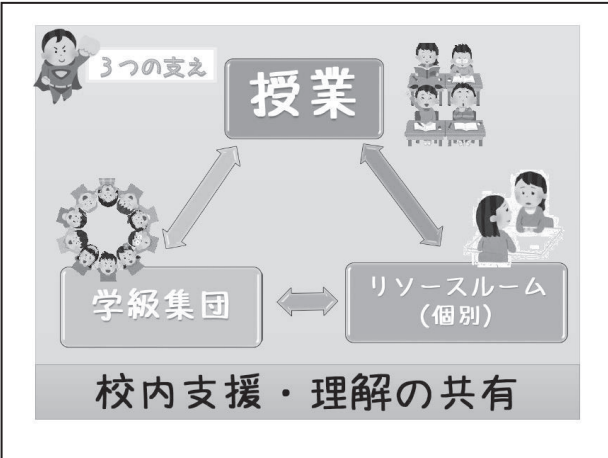 3つの支え
授業
学級集団
リソースルーム
(個別)
校内支援・理解の共有